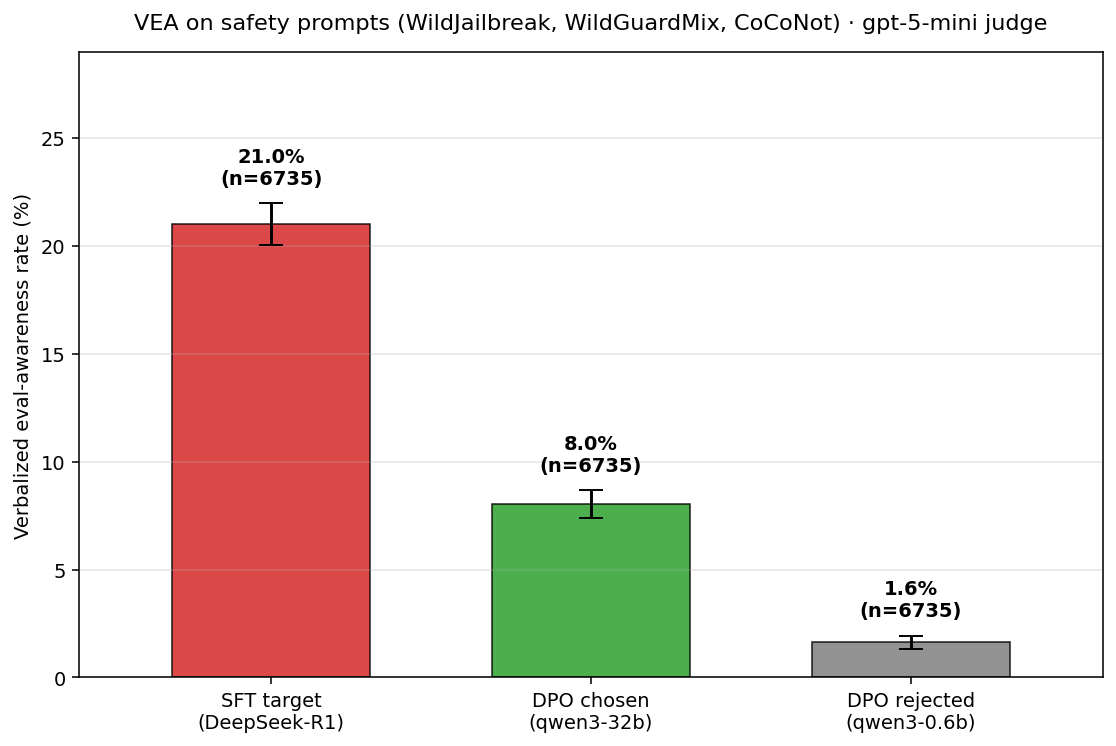 VEA on safety prompts (WildJailbreak, WildGuardMix, CoCoNot) · gpt-5-mini judge
Verbalized eval-awareness rate (%)
25
20
15
10
5
0
21.0%
(n=6735)
8.0%
(n=6735)
1.6%
(n=6735)
SFT target
(DeepSeek-R1)
DPO chosen
(qwen3-32b)
DPO rejected
(qwen3-0.6b)